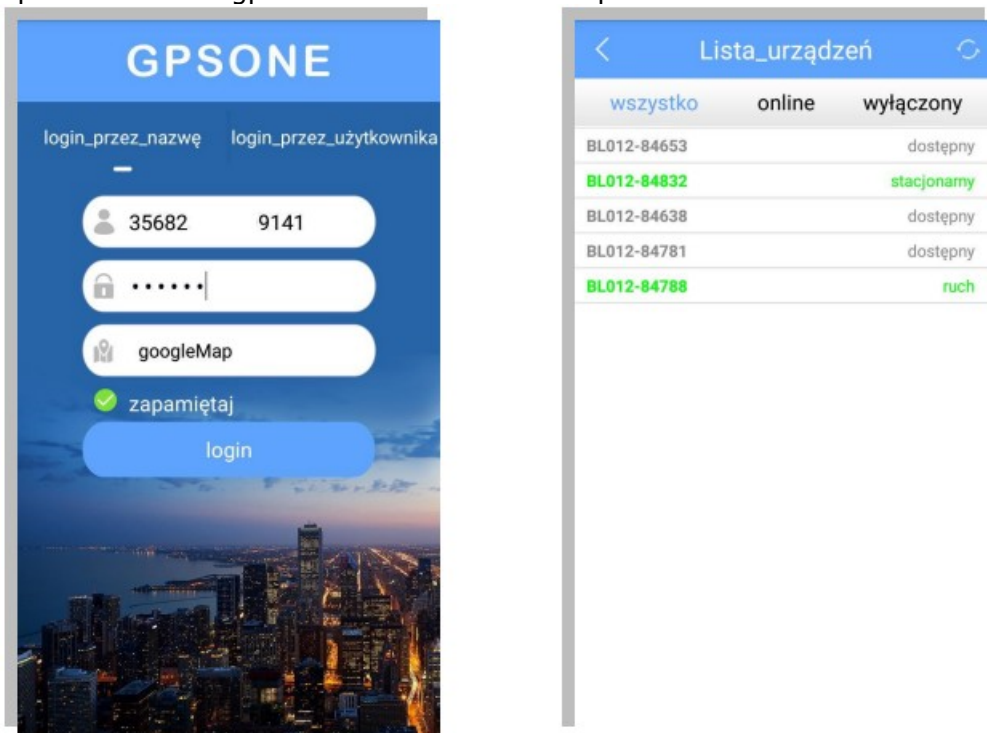 GPSONE
login_przez_nazwę login_przez_użytkownika
35682 9141
••••••
googleMap
zapamiętaj
login
Lista_urządzeń
wszystko online wyłączony
BL012-84653 dostępny
BL012-84832 stacjonarny
BL012-84638 dostępny
BL012-84781 dostępny
BL012-84788 ruch